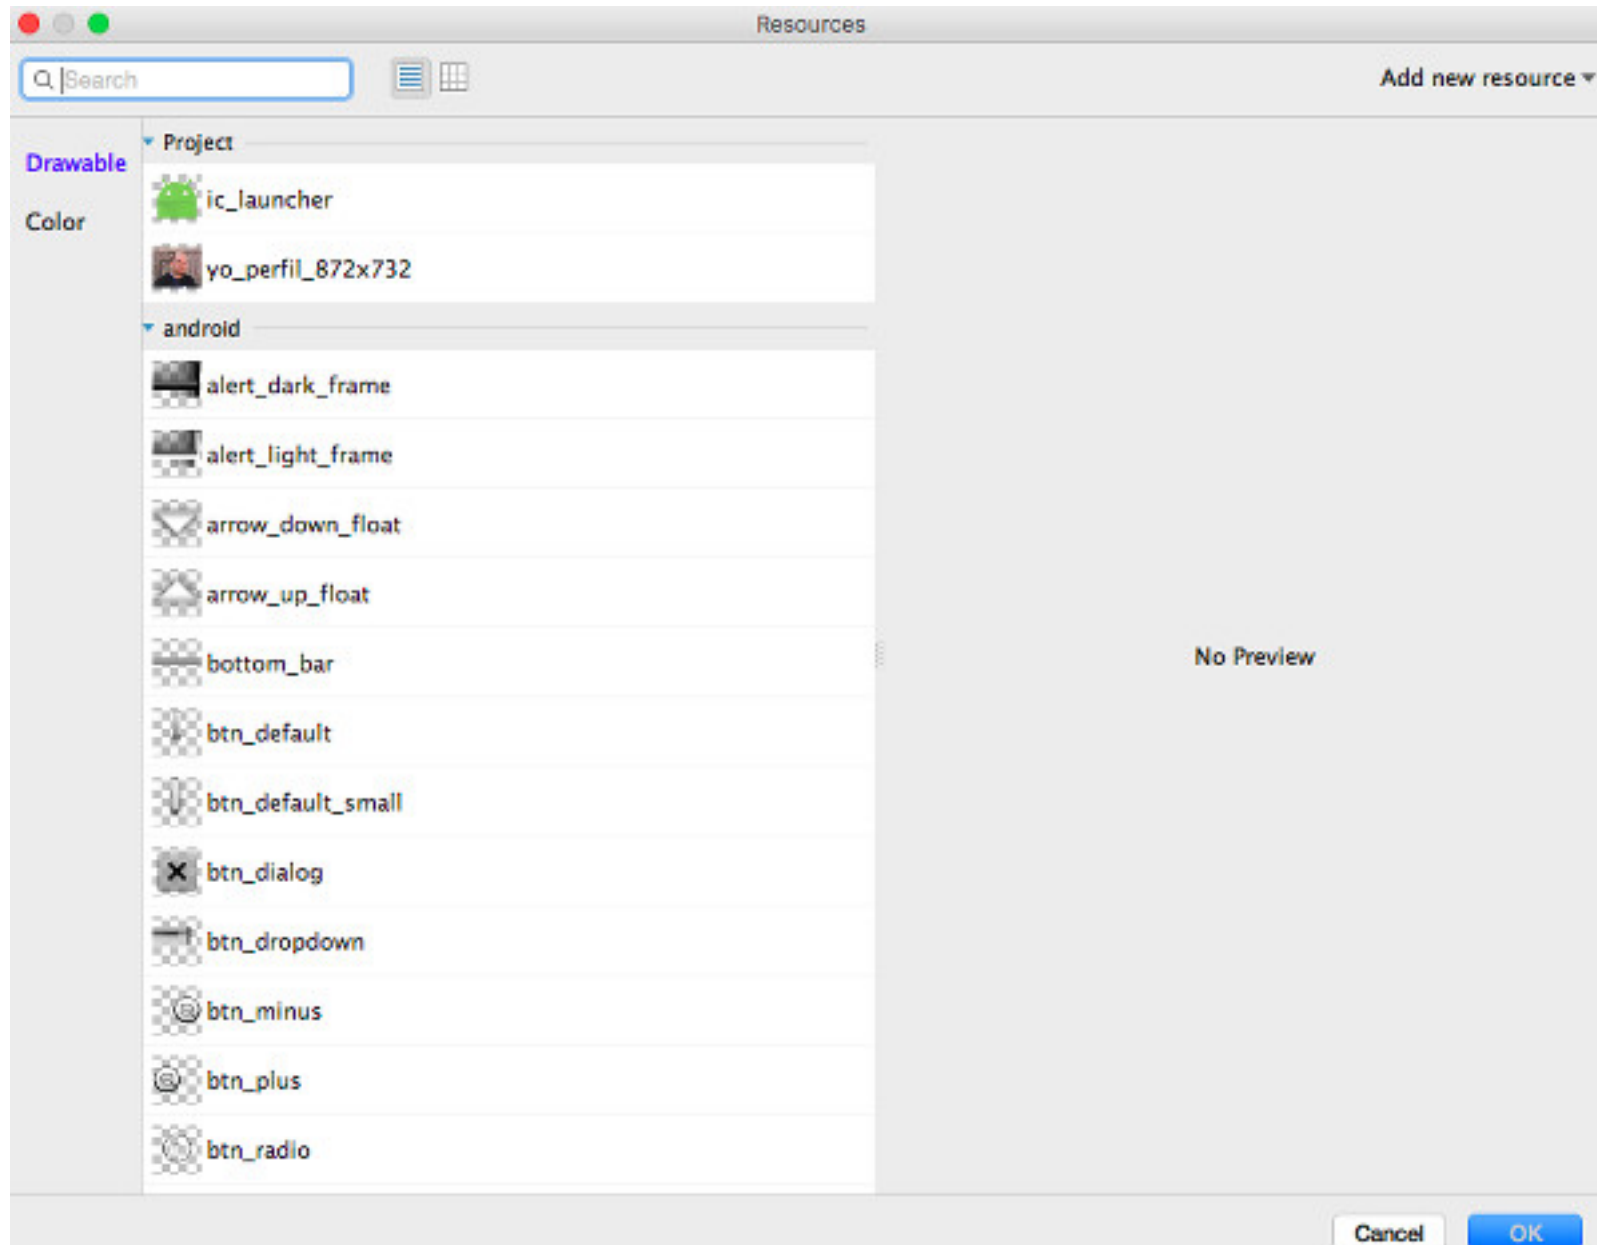 Resources
Search
Add new resource
Drawable
Color
Project
ic_launcher
yo_perfil_872x732
android
alert_dark_frame
alert_light_frame
arrow_down_float
arrow_up_float
bottom_bar
btn_default
btn_default_small
btn_dialog
btn_dropdown
btn_minus
btn_plus
btn_radio
No Preview
Cancel
OK